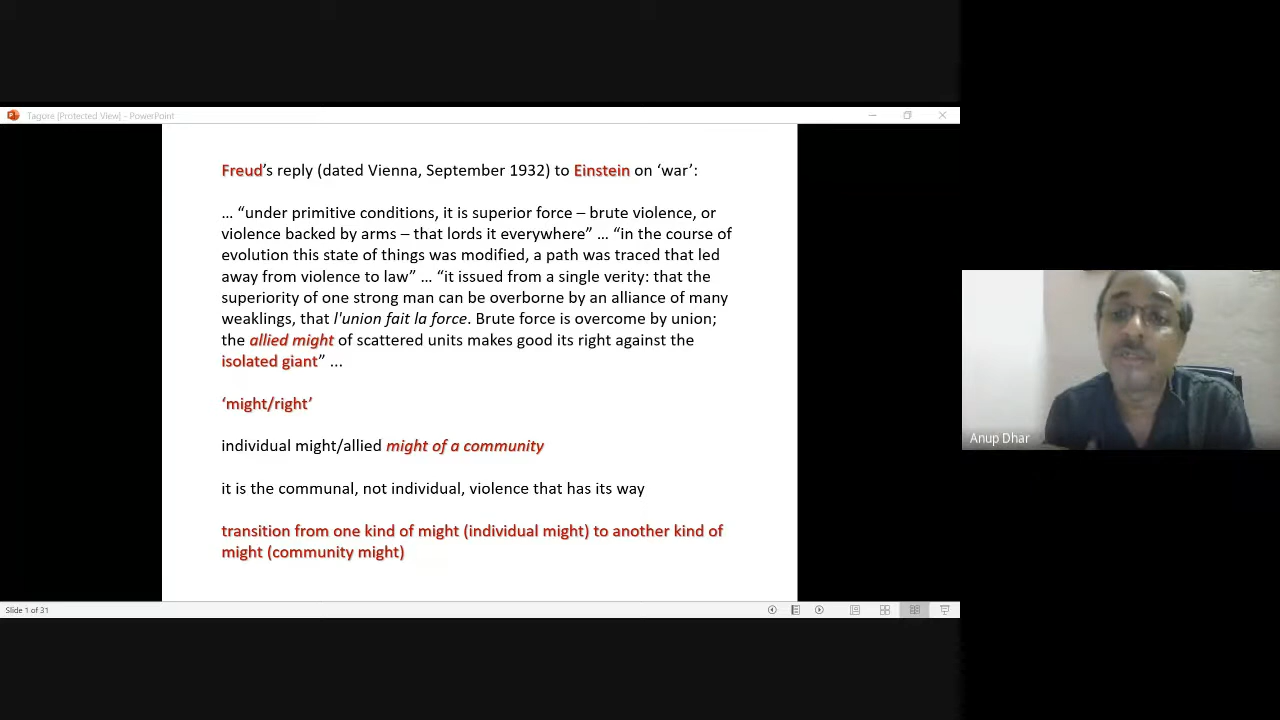 Tagore [Protected View] - PowerPoint
Freud's reply (dated Vienna, September 1932) to Einstein on ‘war’:
… “under primitive conditions, it is superior force – brute violence, or
violence backed by arms – that lords it everywhere” … “in the course of
evolution this state of things was modified, a path was traced that led
away from violence to law” … “it issued from a single verity: that the
superiority of one strong man can be overborne by an alliance of many
weaklings, that l'union fait la force. Brute force is overcome by union;
the allied might of scattered units makes good its right against the
isolated giant” ...
‘might/right’
individual might/allied might of a community
it is the communal, not individual, violence that has its way
transition from one kind of might (individual might) to another kind of
might (community might)
Slide 1 of 31
Anup Dhar